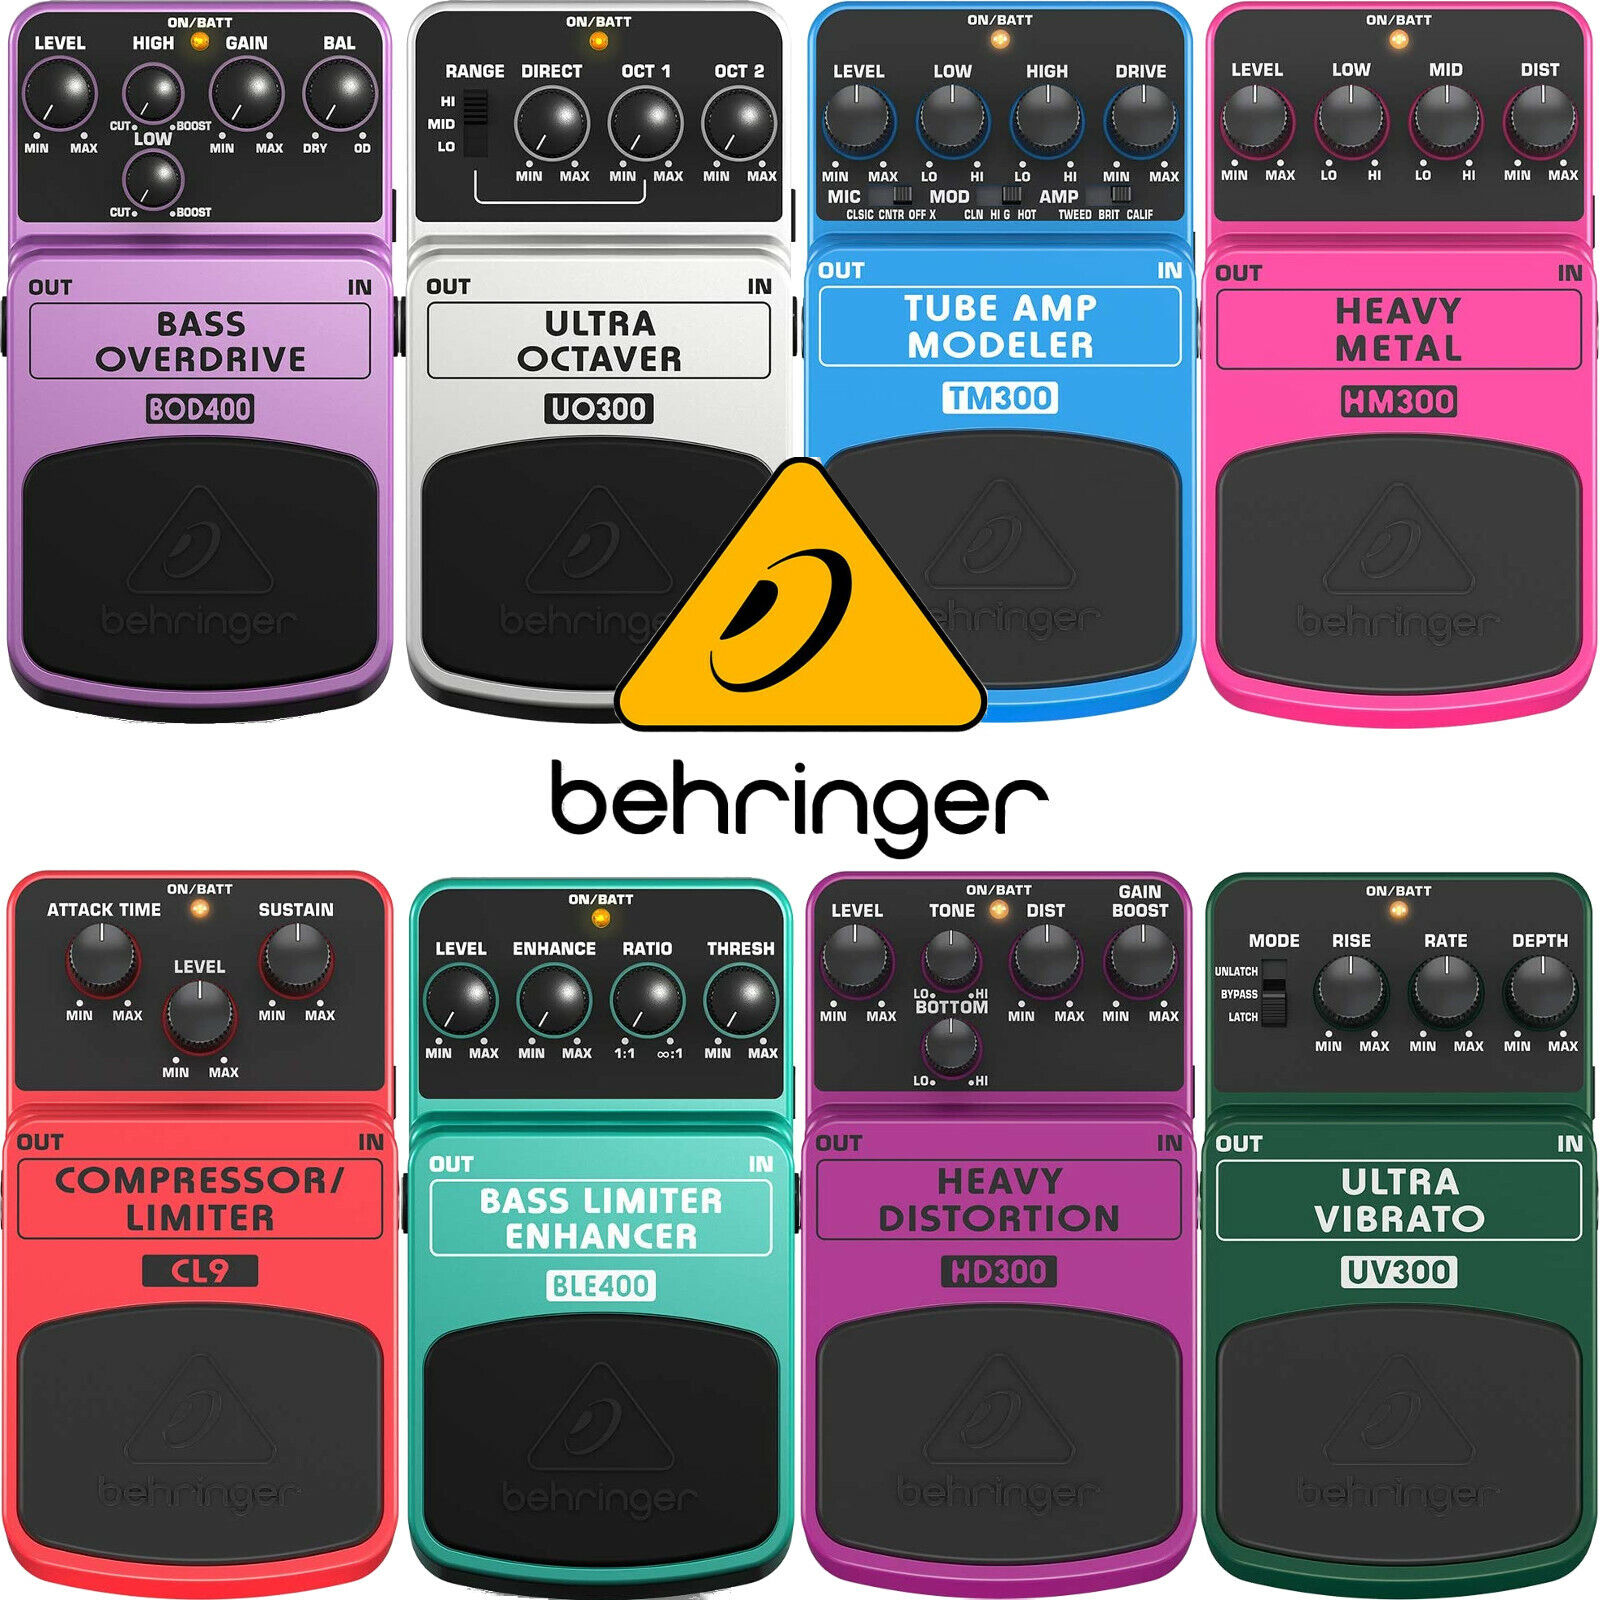 ON/BATT
LEVEL HIGH GAIN BAL
CUT BOOST
MIN MAX LOW MIN MAX DRY OD
CUT BOOST
OUT IN
BASS
OVERDRIVE
BOD400
behringer
ON/BATT
RANGE DIRECT OCT 1 OCT 2
HI
MID
LO
MIN MAX MIN MAX MIN MAX
OUT IN
ULTRA
OCTAVER
UO300
behringer
ON/BATT
LEVEL LOW HIGH DRIVE
MIN MAX LO HI LO HI MIN MAX
MIC MOD AMP
CLSIC CNTR OFF X CLN HI G HOT TWEED BRIT CALIF
OUT IN
TUBE AMP
MODELER
TM300
behringer
ON/BATT
LEVEL LOW MID DIST
MIN MAX LO HI LO HI MIN MAX
OUT IN
HEAVY
METAL
HM300
behringer
behringer
ON/BATT
ATTACK TIME SUSTAIN
LEVEL
MIN MAX MIN MAX
MIN MAX
OUT IN
COMPRESSOR/
LIMITER
CL9
behringer
ON/BATT
LEVEL ENHANCE RATIO THRESH
MIN MAX MIN MAX 1:1 ∞:1 MIN MAX
OUT IN
BASS LIMITER
ENHANCER
BLE400
behringer
ON/BATT
GAIN
LEVEL TONE DIST BOOST
LO HI
MIN MAX BOTTOM MIN MAX MIN MAX
LO HI
OUT IN
HEAVY
DISTORTION
HD300
behringer
ON/BATT
MODE RISE RATE DEPTH
UNLATCH
BYPASS
LATCH
MIN MAX MIN MAX MIN MAX
OUT IN
ULTRA
VIBRATO
UV300
behringer